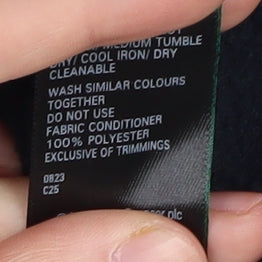 MEDIUM TUMBLE
DRY/ COOL IRON/ DRY
CLEANABLE
WASH SIMILAR COLOURS
TOGETHER
DO NOT USE
FABRIC CONDITIONER
100% POLYESTER
EXCLUSIVE OF TRIMMINGS
0823
C25
plc